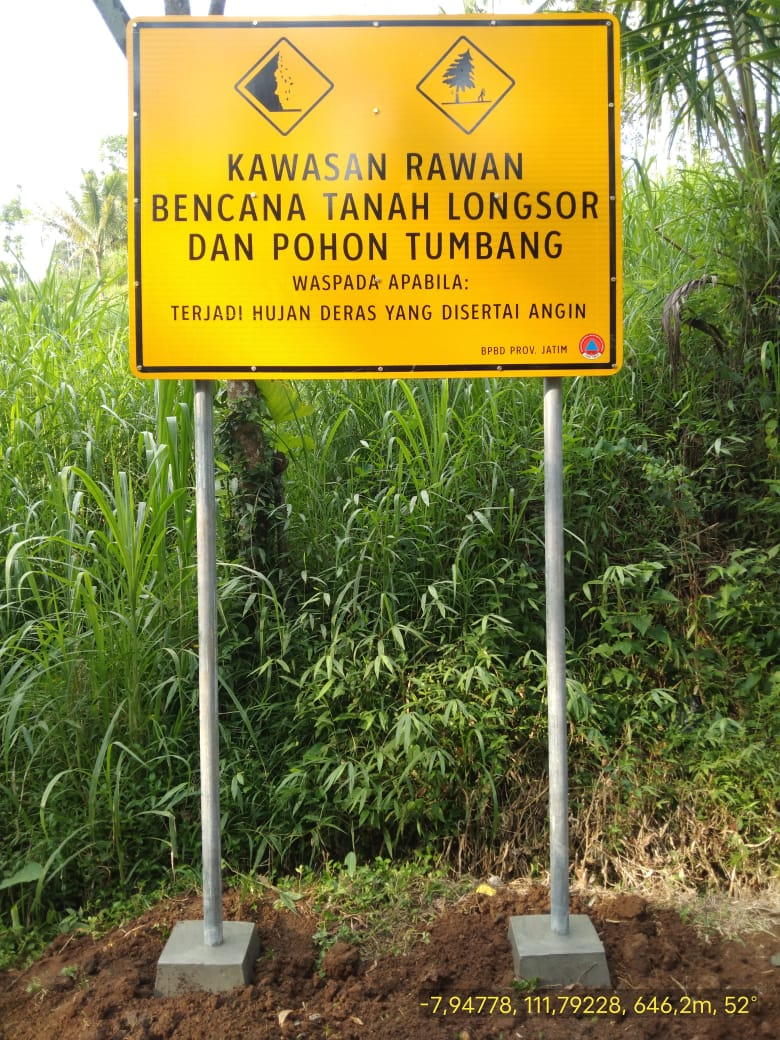 KAWASAN RAWAN
BENCANA TANAH LONGSOR
DAN POHON TUMBANG
WASPADA APABILA:
TERJADI HUJAN DERAS YANG DISERTAI ANGIN
BPBD PROV. JATIM
-7,94778, 111,79228, 646,2m, 52°